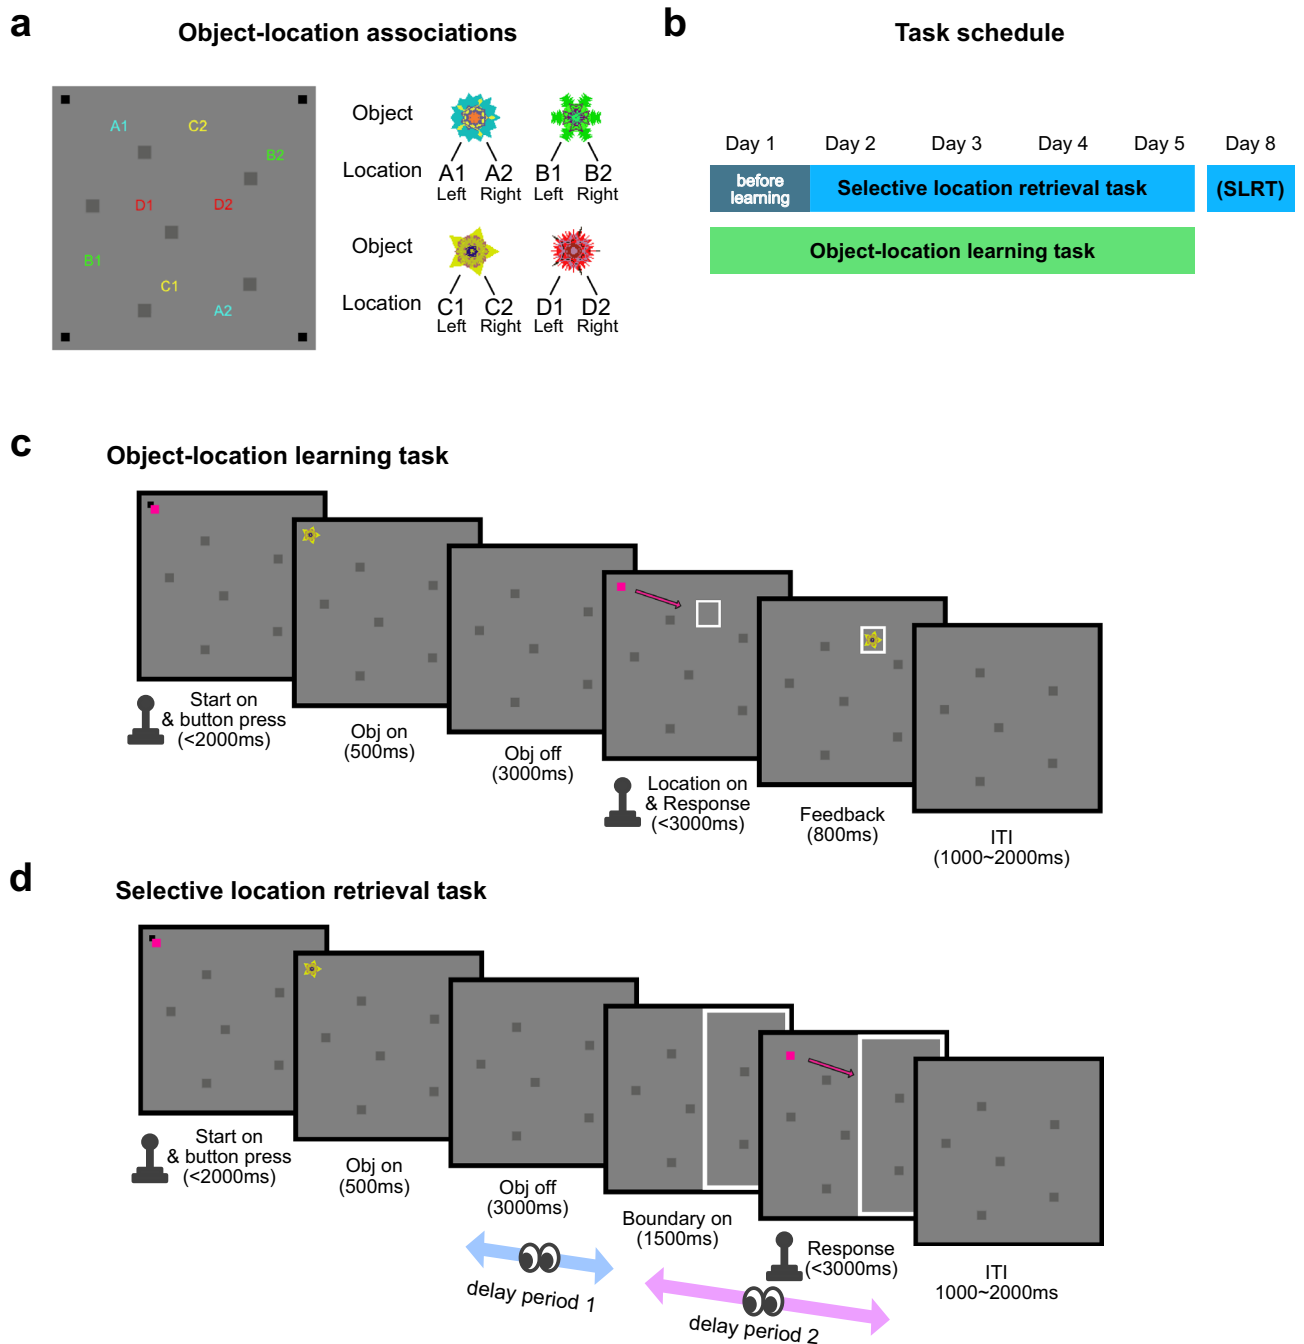 a
Object-location associations
A1
C2
B2
D1
D2
B1
C1
A2
Object
Location
A1 A2 B1 B2
Left Right Left Right
Object
Location
C1 C2 D1 D2
Left Right Left Right
b
Task schedule
Day 1 Day 2 Day 3 Day 4 Day 5 Day 8
before
learning
Selective location retrieval task
(SLRT)
Object-location learning task
c
Object-location learning task
Start on
& button press
(<2000ms)
Obj on
(500ms)
Obj off
(3000ms)
Location on
& Response
(<3000ms)
Feedback
(800ms)
ITI
(1000~2000ms)
d
Selective location retrieval task
Start on
& button press
(<2000ms)
Obj on
(500ms)
Obj off
(3000ms)
Boundary on
(1500ms)
Response
(<3000ms)
ITI
1000~2000ms
delay period 1
delay period 2